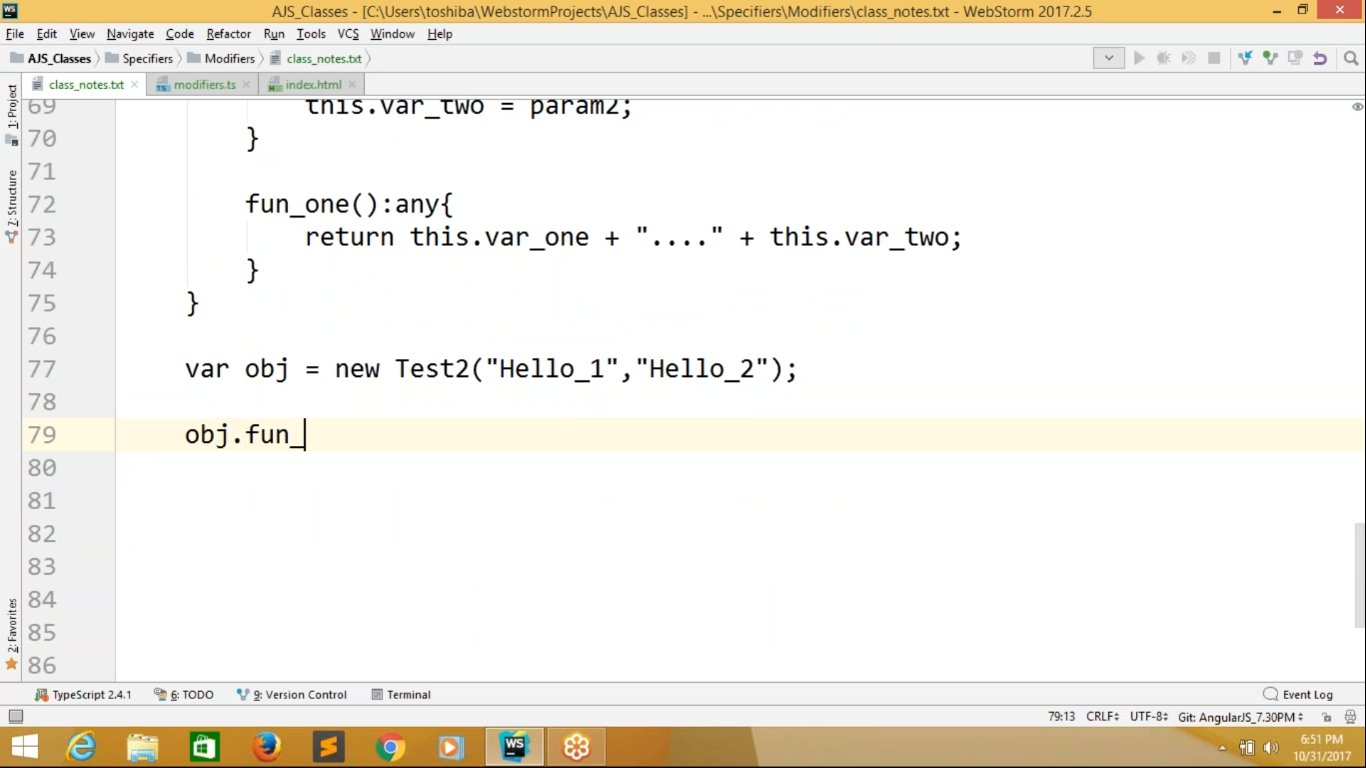 AJS_Classes - [C:\Users\toshiba\WebstormProjects\AJS_Classes] - ...\Specifiers\Modifiers\class_notes.txt - WebStorm 2017.2.5
File Edit View Navigate Code Refactor Run Tools VCS Window Help
AJS_Classes Specifiers Modifiers class_notes.txt
class_notes.txt modifiers.ts index.html
1: Project
7: Structure
2: Favorites
69 this.var_two = param2;
70 }
71
72 fun_one():any{
73 return this.var_one + "...." + this.var_two;
74 }
75 }
76
77 var obj = new Test2("Hello_1","Hello_2");
78
79 obj.fun_
80
81
82
83
84
85
86
TypeScript 2.4.1 6: TODO 9: Version Control Terminal Event Log
79:13 CRLF UTF-8 Git: AngularJS_7.30PM
WS
6:51 PM
10/31/2017